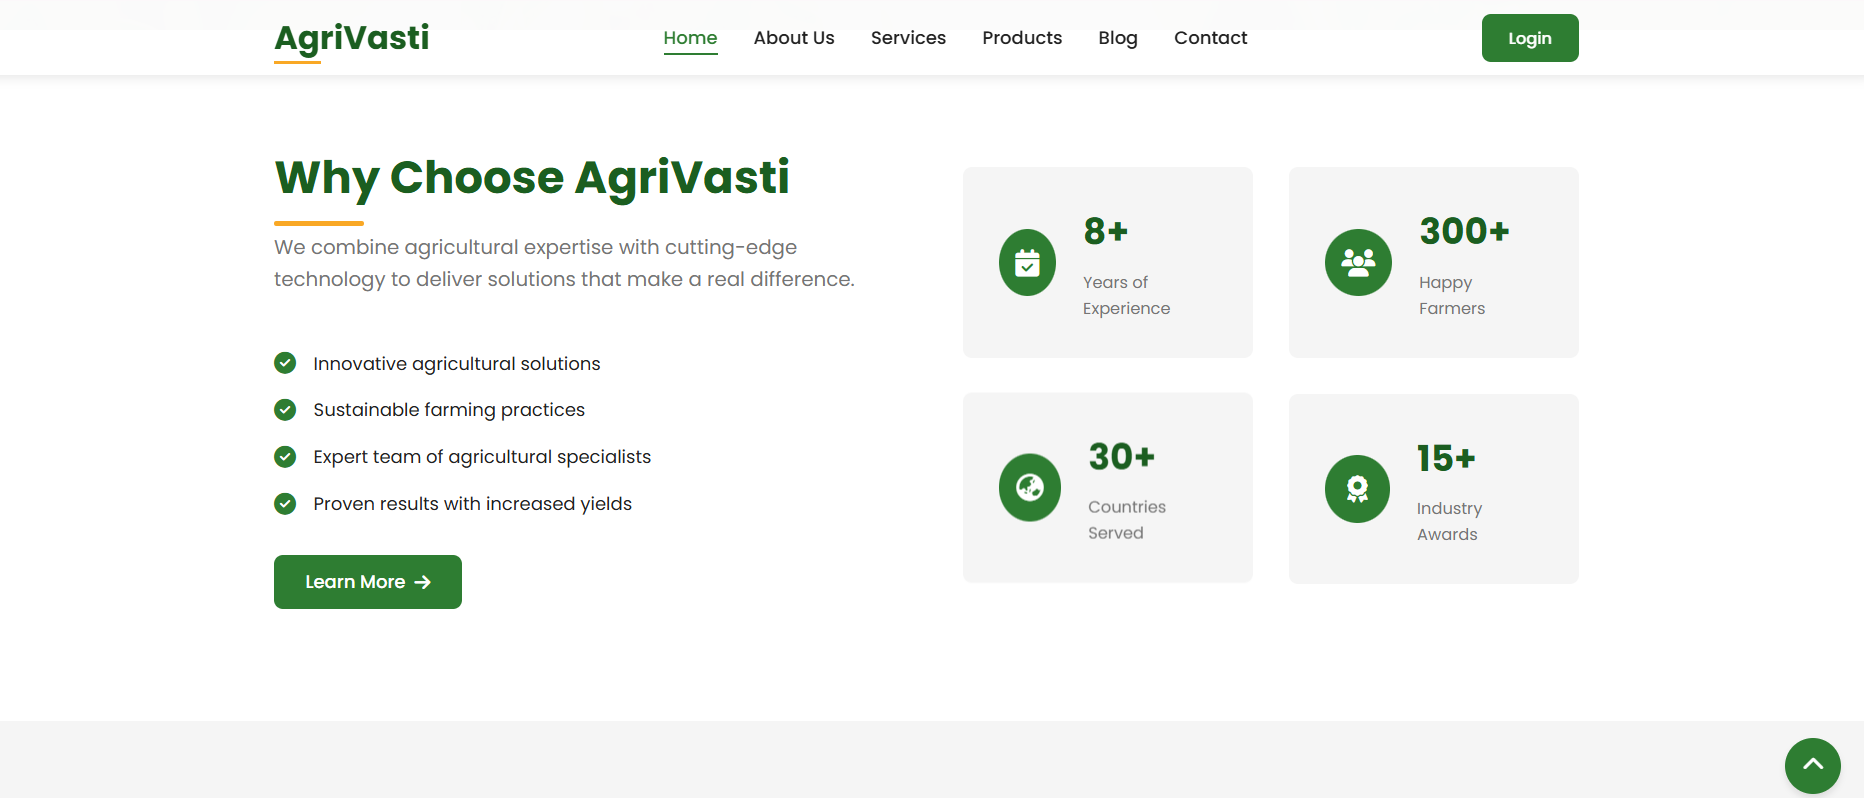 AgriVasti
Home
About Us
Services
Products
Blog
Contact
Login
Why Choose AgriVasti
We combine agricultural expertise with cutting-edge
technology to deliver solutions that make a real difference.
Innovative agricultural solutions
Sustainable farming practices
Expert team of agricultural specialists
Proven results with increased yields
Learn More
8+
Years of
Experience
300+
Happy
Farmers
30+
Countries
Served
15+
Industry
Awards